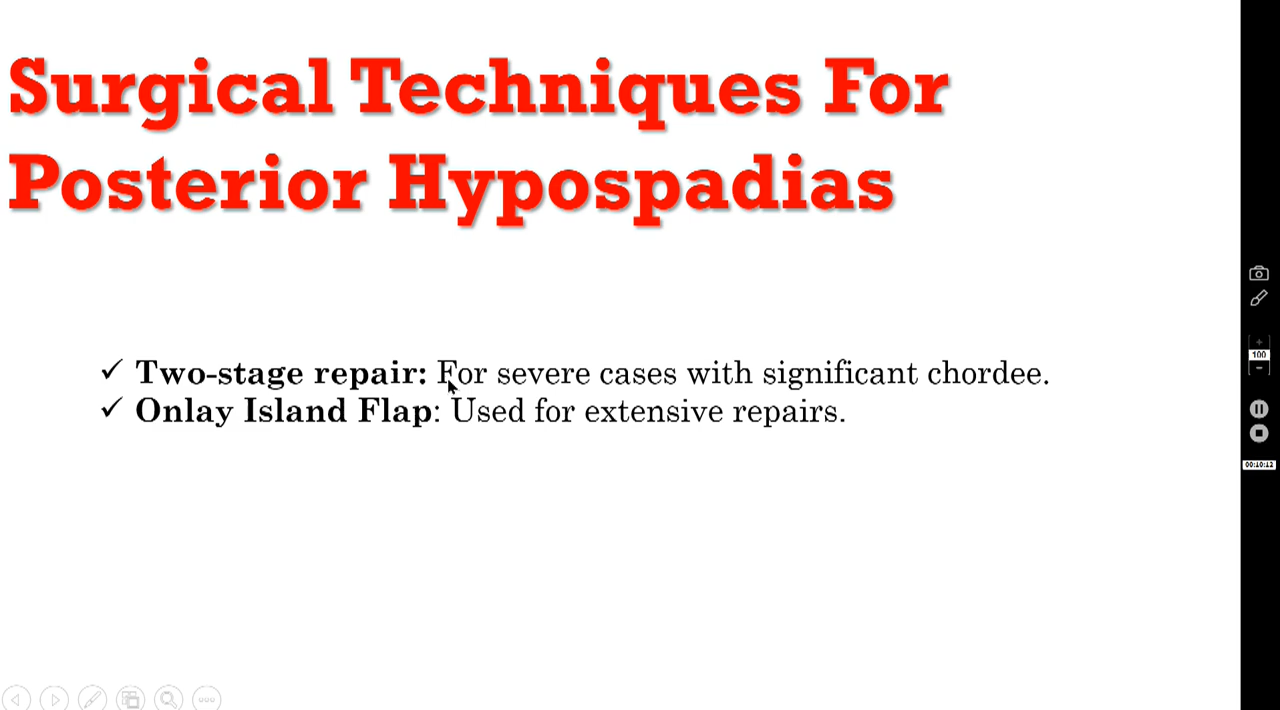 Surgical Techniques For
Posterior Hypospadias
✓ Two-stage repair: For severe cases with significant chordee.
✓ Onlay Island Flap: Used for extensive repairs.
100
00:10:12